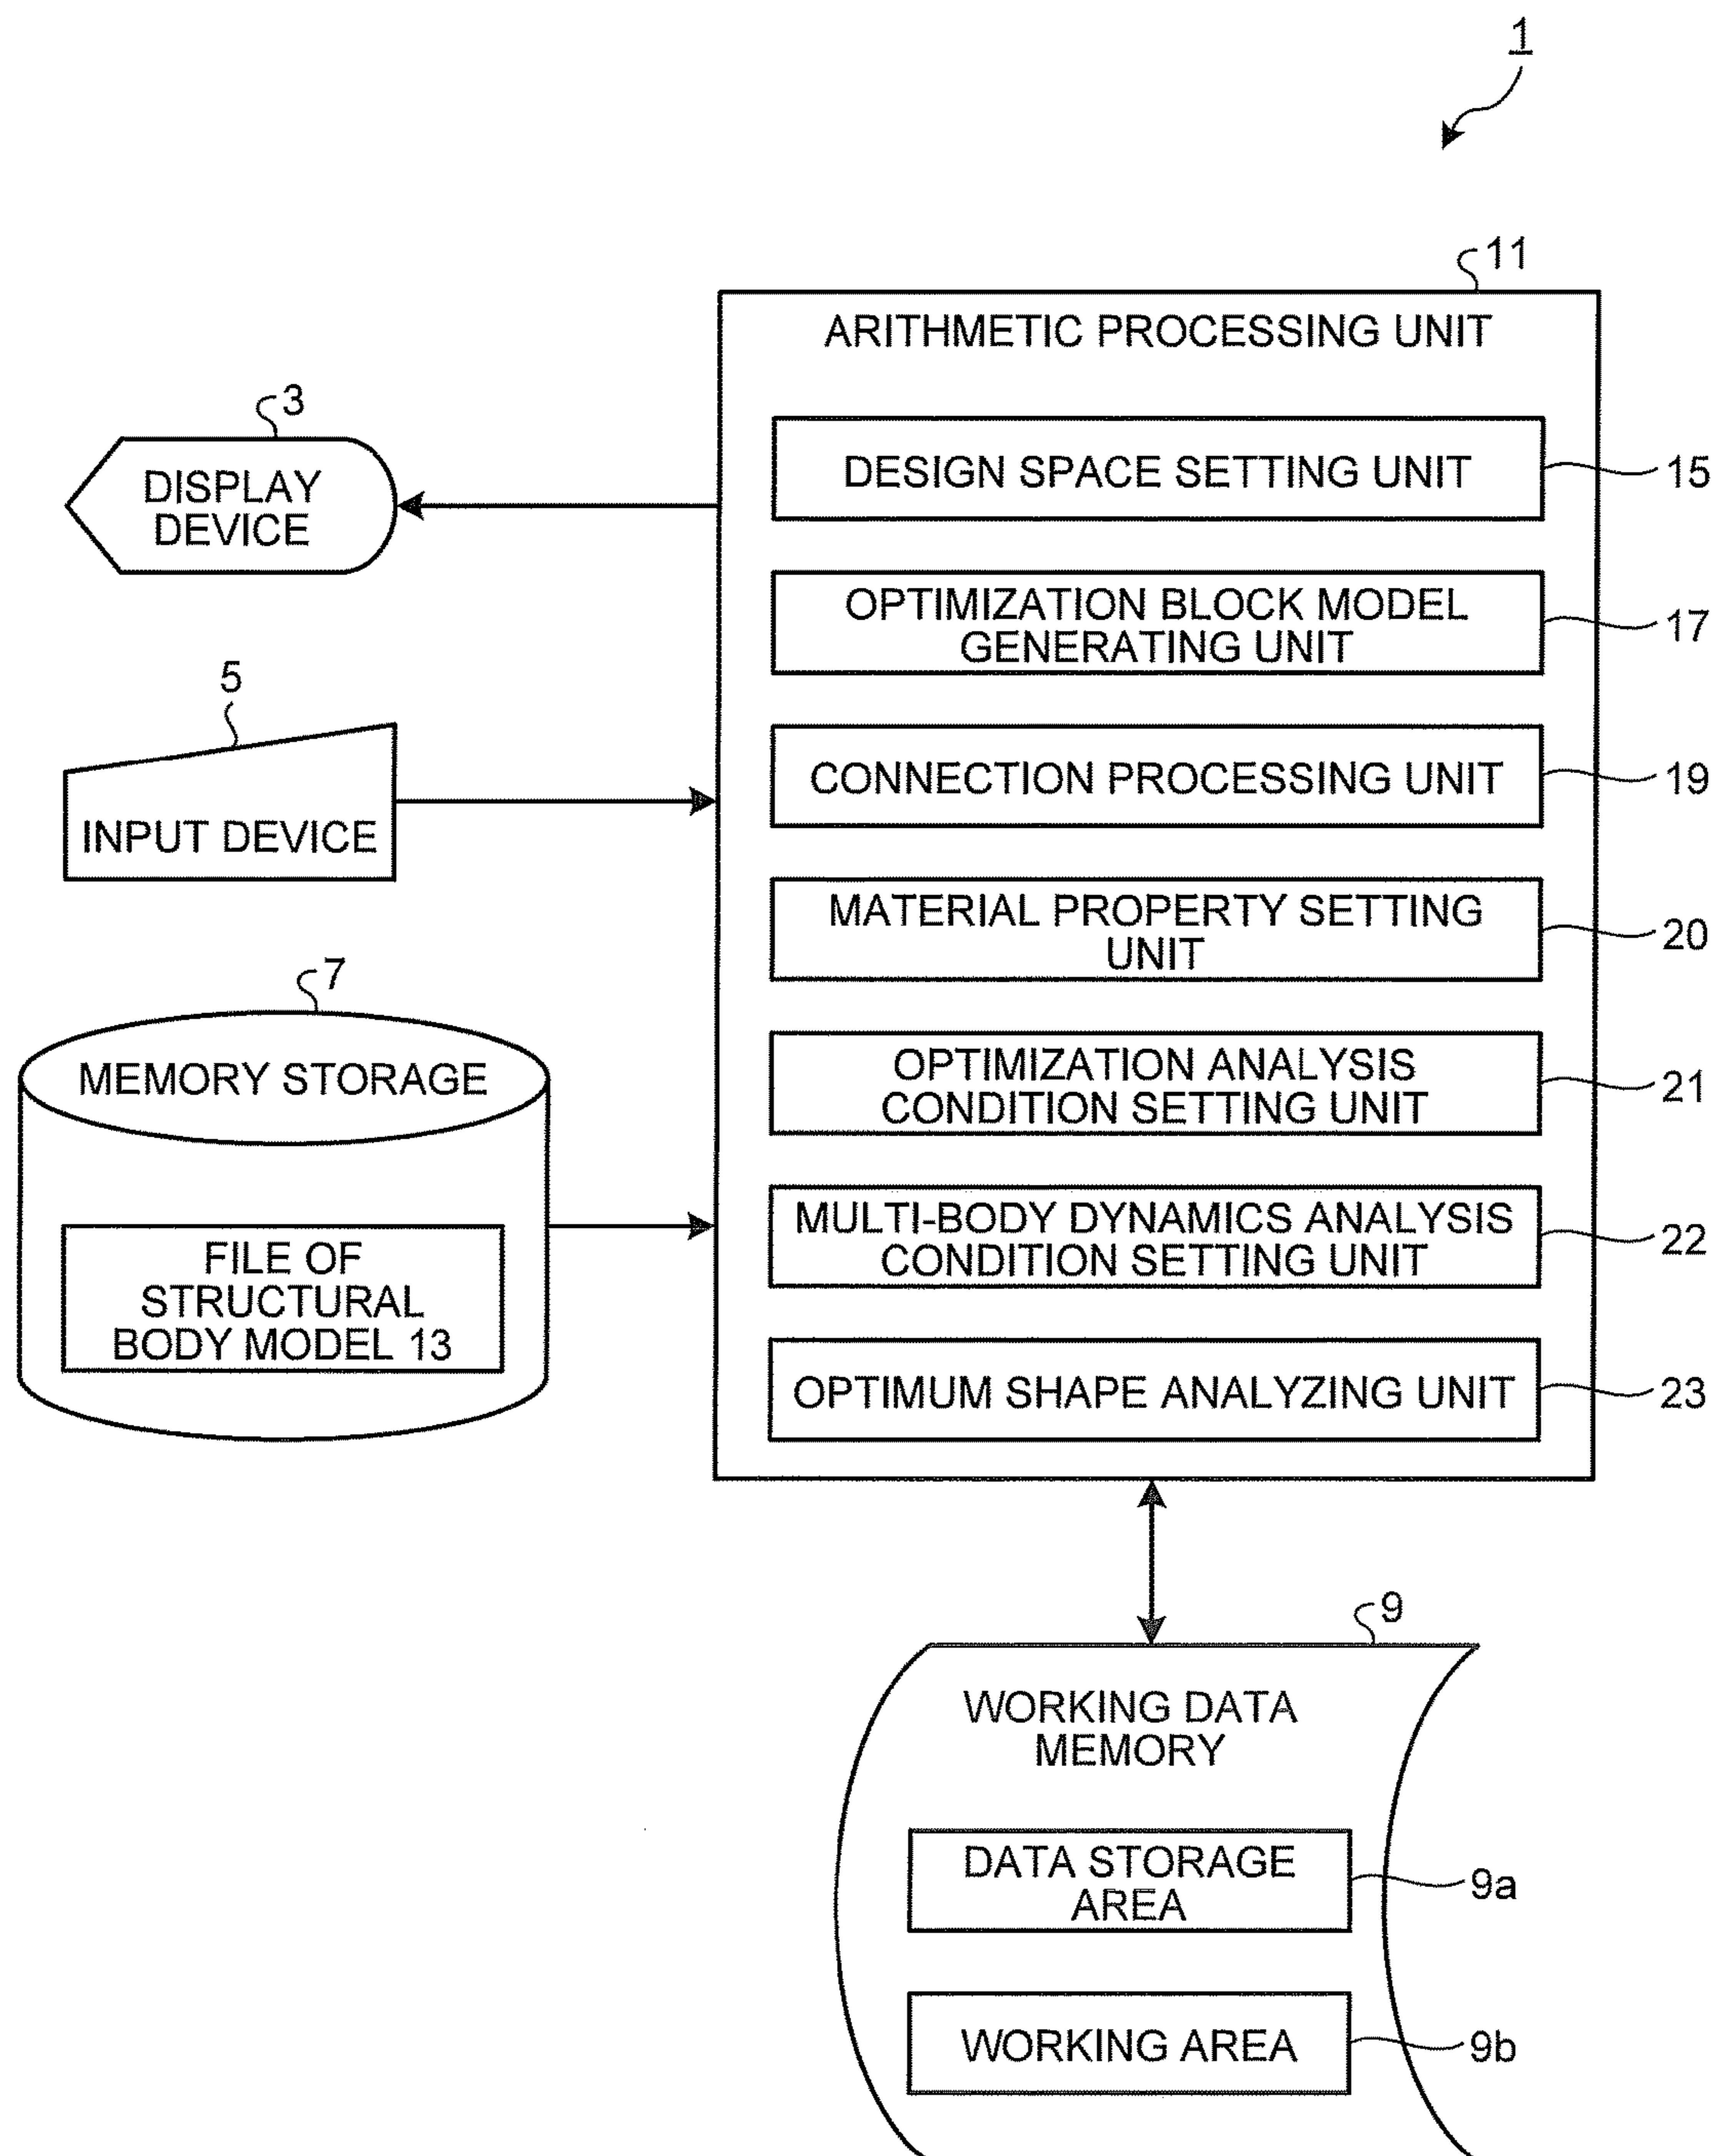 1
11
ARITHMETIC PROCESSING UNIT
3
DISPLAY
DEVICE
DESIGN SPACE SETTING UNIT
15
OPTIMIZATION BLOCK MODEL
GENERATING UNIT
17
5
INPUT DEVICE
CONNECTION PROCESSING UNIT
19
MATERIAL PROPERTY SETTING
UNIT
20
7
MEMORY STORAGE
FILE OF
STRUCTURAL
BODY MODEL 13
OPTIMIZATION ANALYSIS
CONDITION SETTING UNIT
21
MULTI-BODY DYNAMICS ANALYSIS
CONDITION SETTING UNIT
22
OPTIMUM SHAPE ANALYZING UNIT
23
9
WORKING DATA
MEMORY
DATA STORAGE
AREA
9a
WORKING AREA
9b